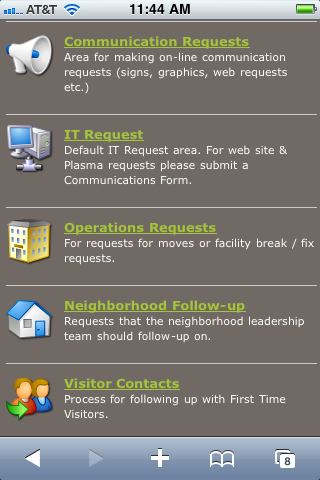 AT&T 11:44 AM
Communication Requests
Area for making on-line communication
requests (signs, graphics, web requests
etc.)
IT Request
Default IT Request area. For web site &
Plasma requests please submit a
Communications Form.
Operations Requests
For requests for moves or facility break / fix
requests.
Neighborhood Follow-up
Requests that the neighborhood leadership
team should follow-up on.
Visitor Contacts
Process for following up with First Time
Visitors.
8